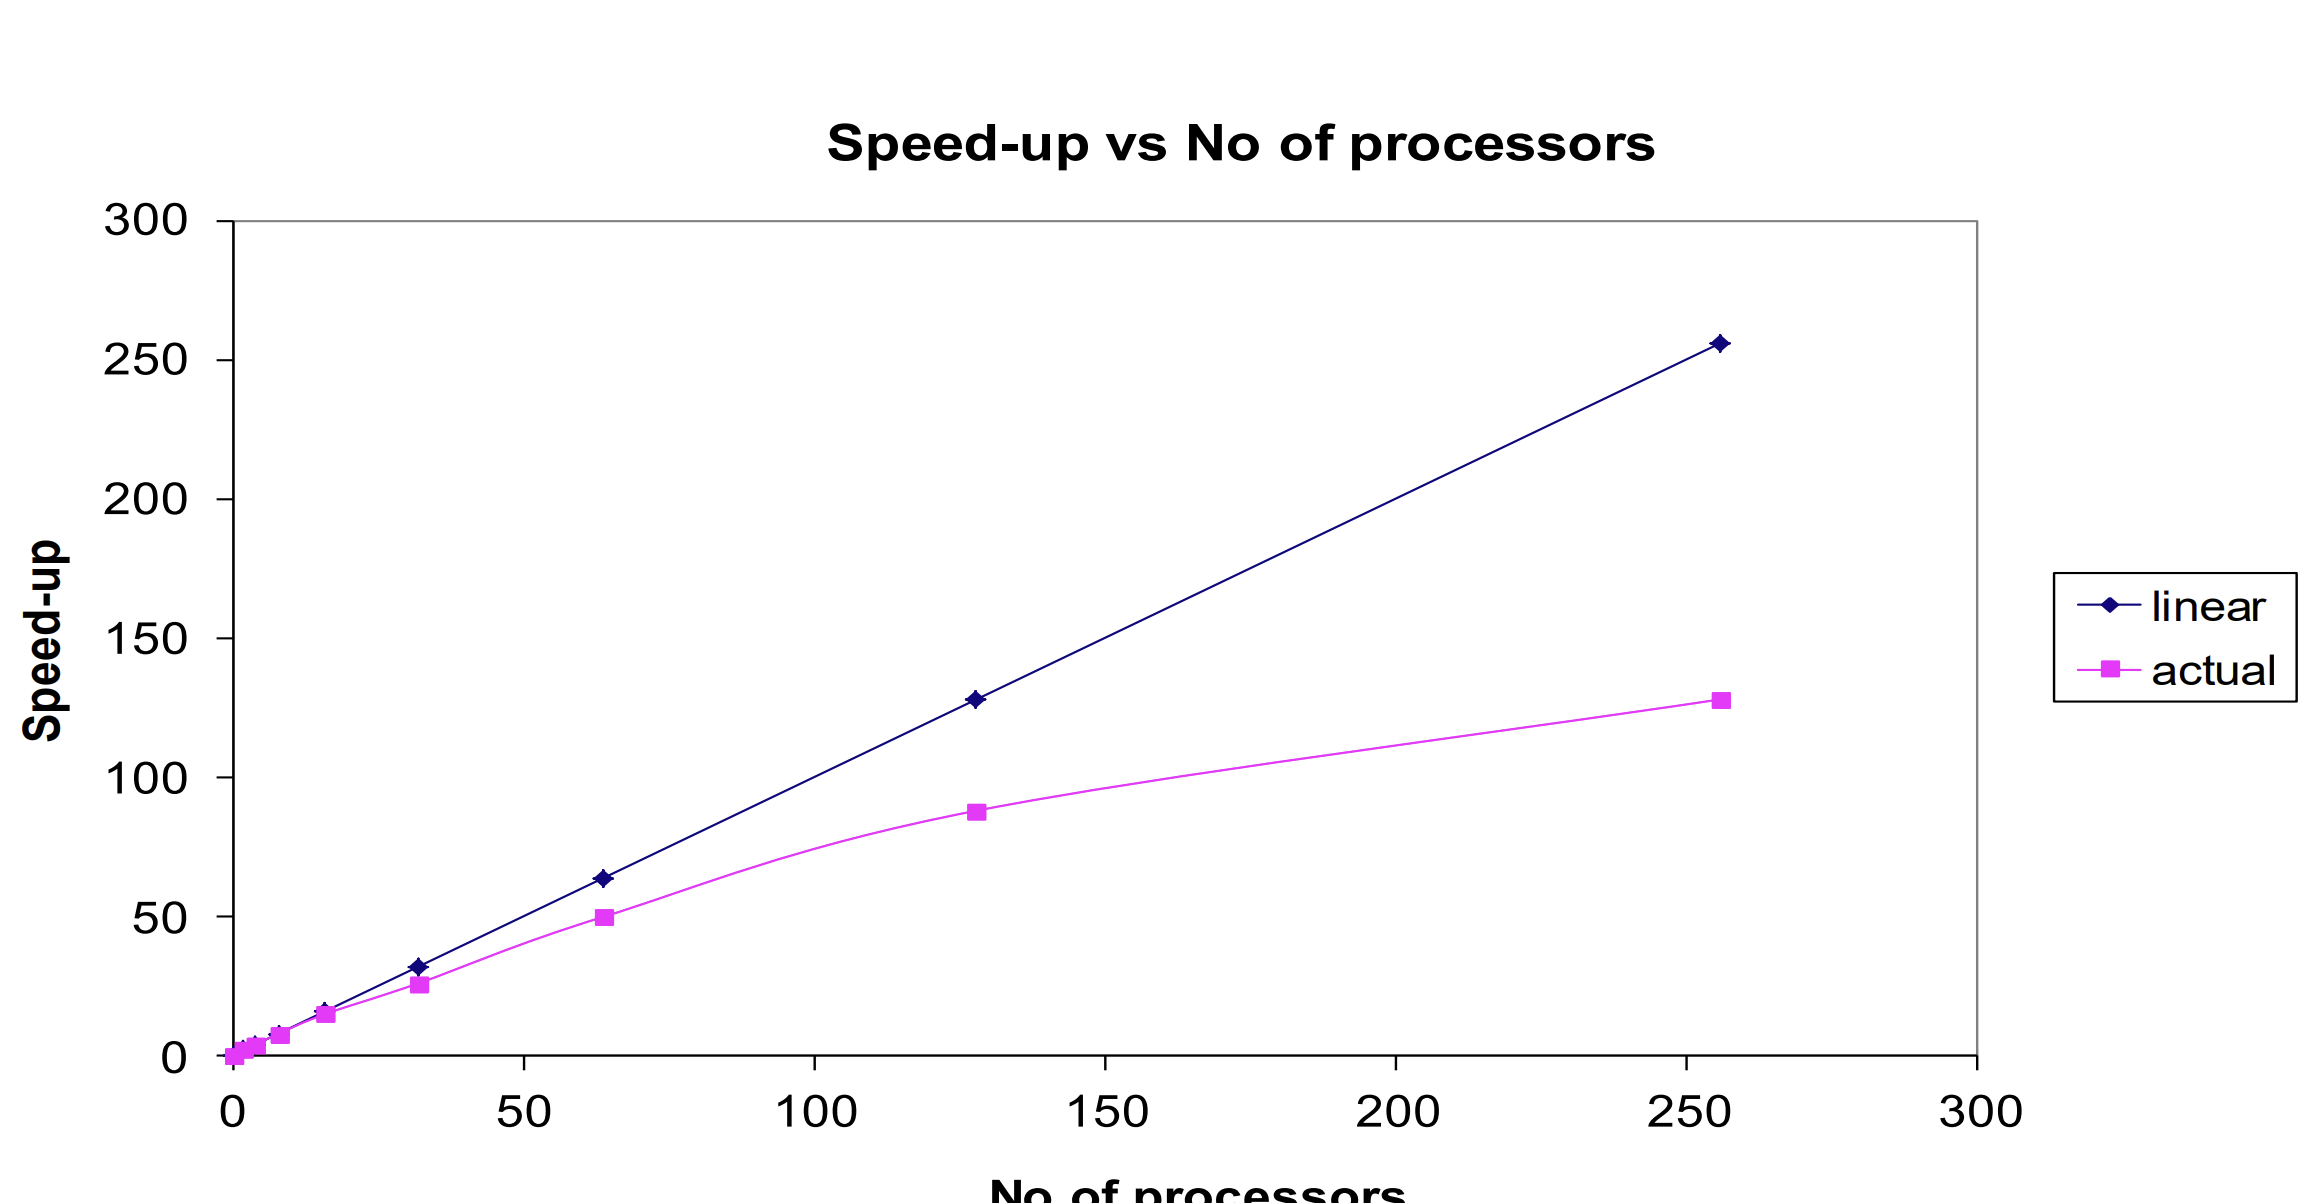 Speed-up vs No of processors
300
250
200
150
100
50
0
Speed-up
0 50 100 150 200 250 300
No of processors
linear
actual